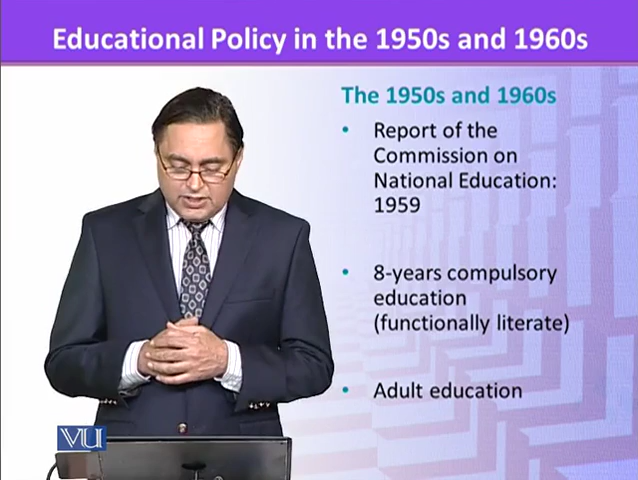 Educational Policy in the 1950s and 1960s
The 1950s and 1960s
• Report of the
Commission on
National Education:
1959
• 8-years compulsory
education
(functionally literate)
• Adult education
VU